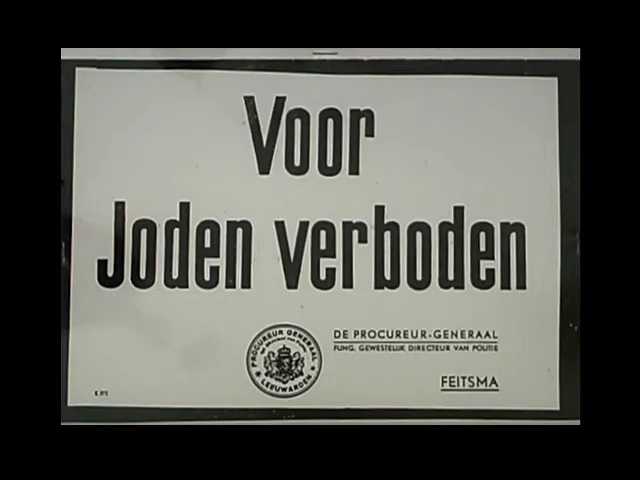 Voor
Joden verboden
PROCUREUR GENERAAL
LEEUWARDEN
DE PROCUREUR-GENERAAL
FUNG. GEWESTELIJK DIRECTEUR VAN POLITIE
FEITSMA